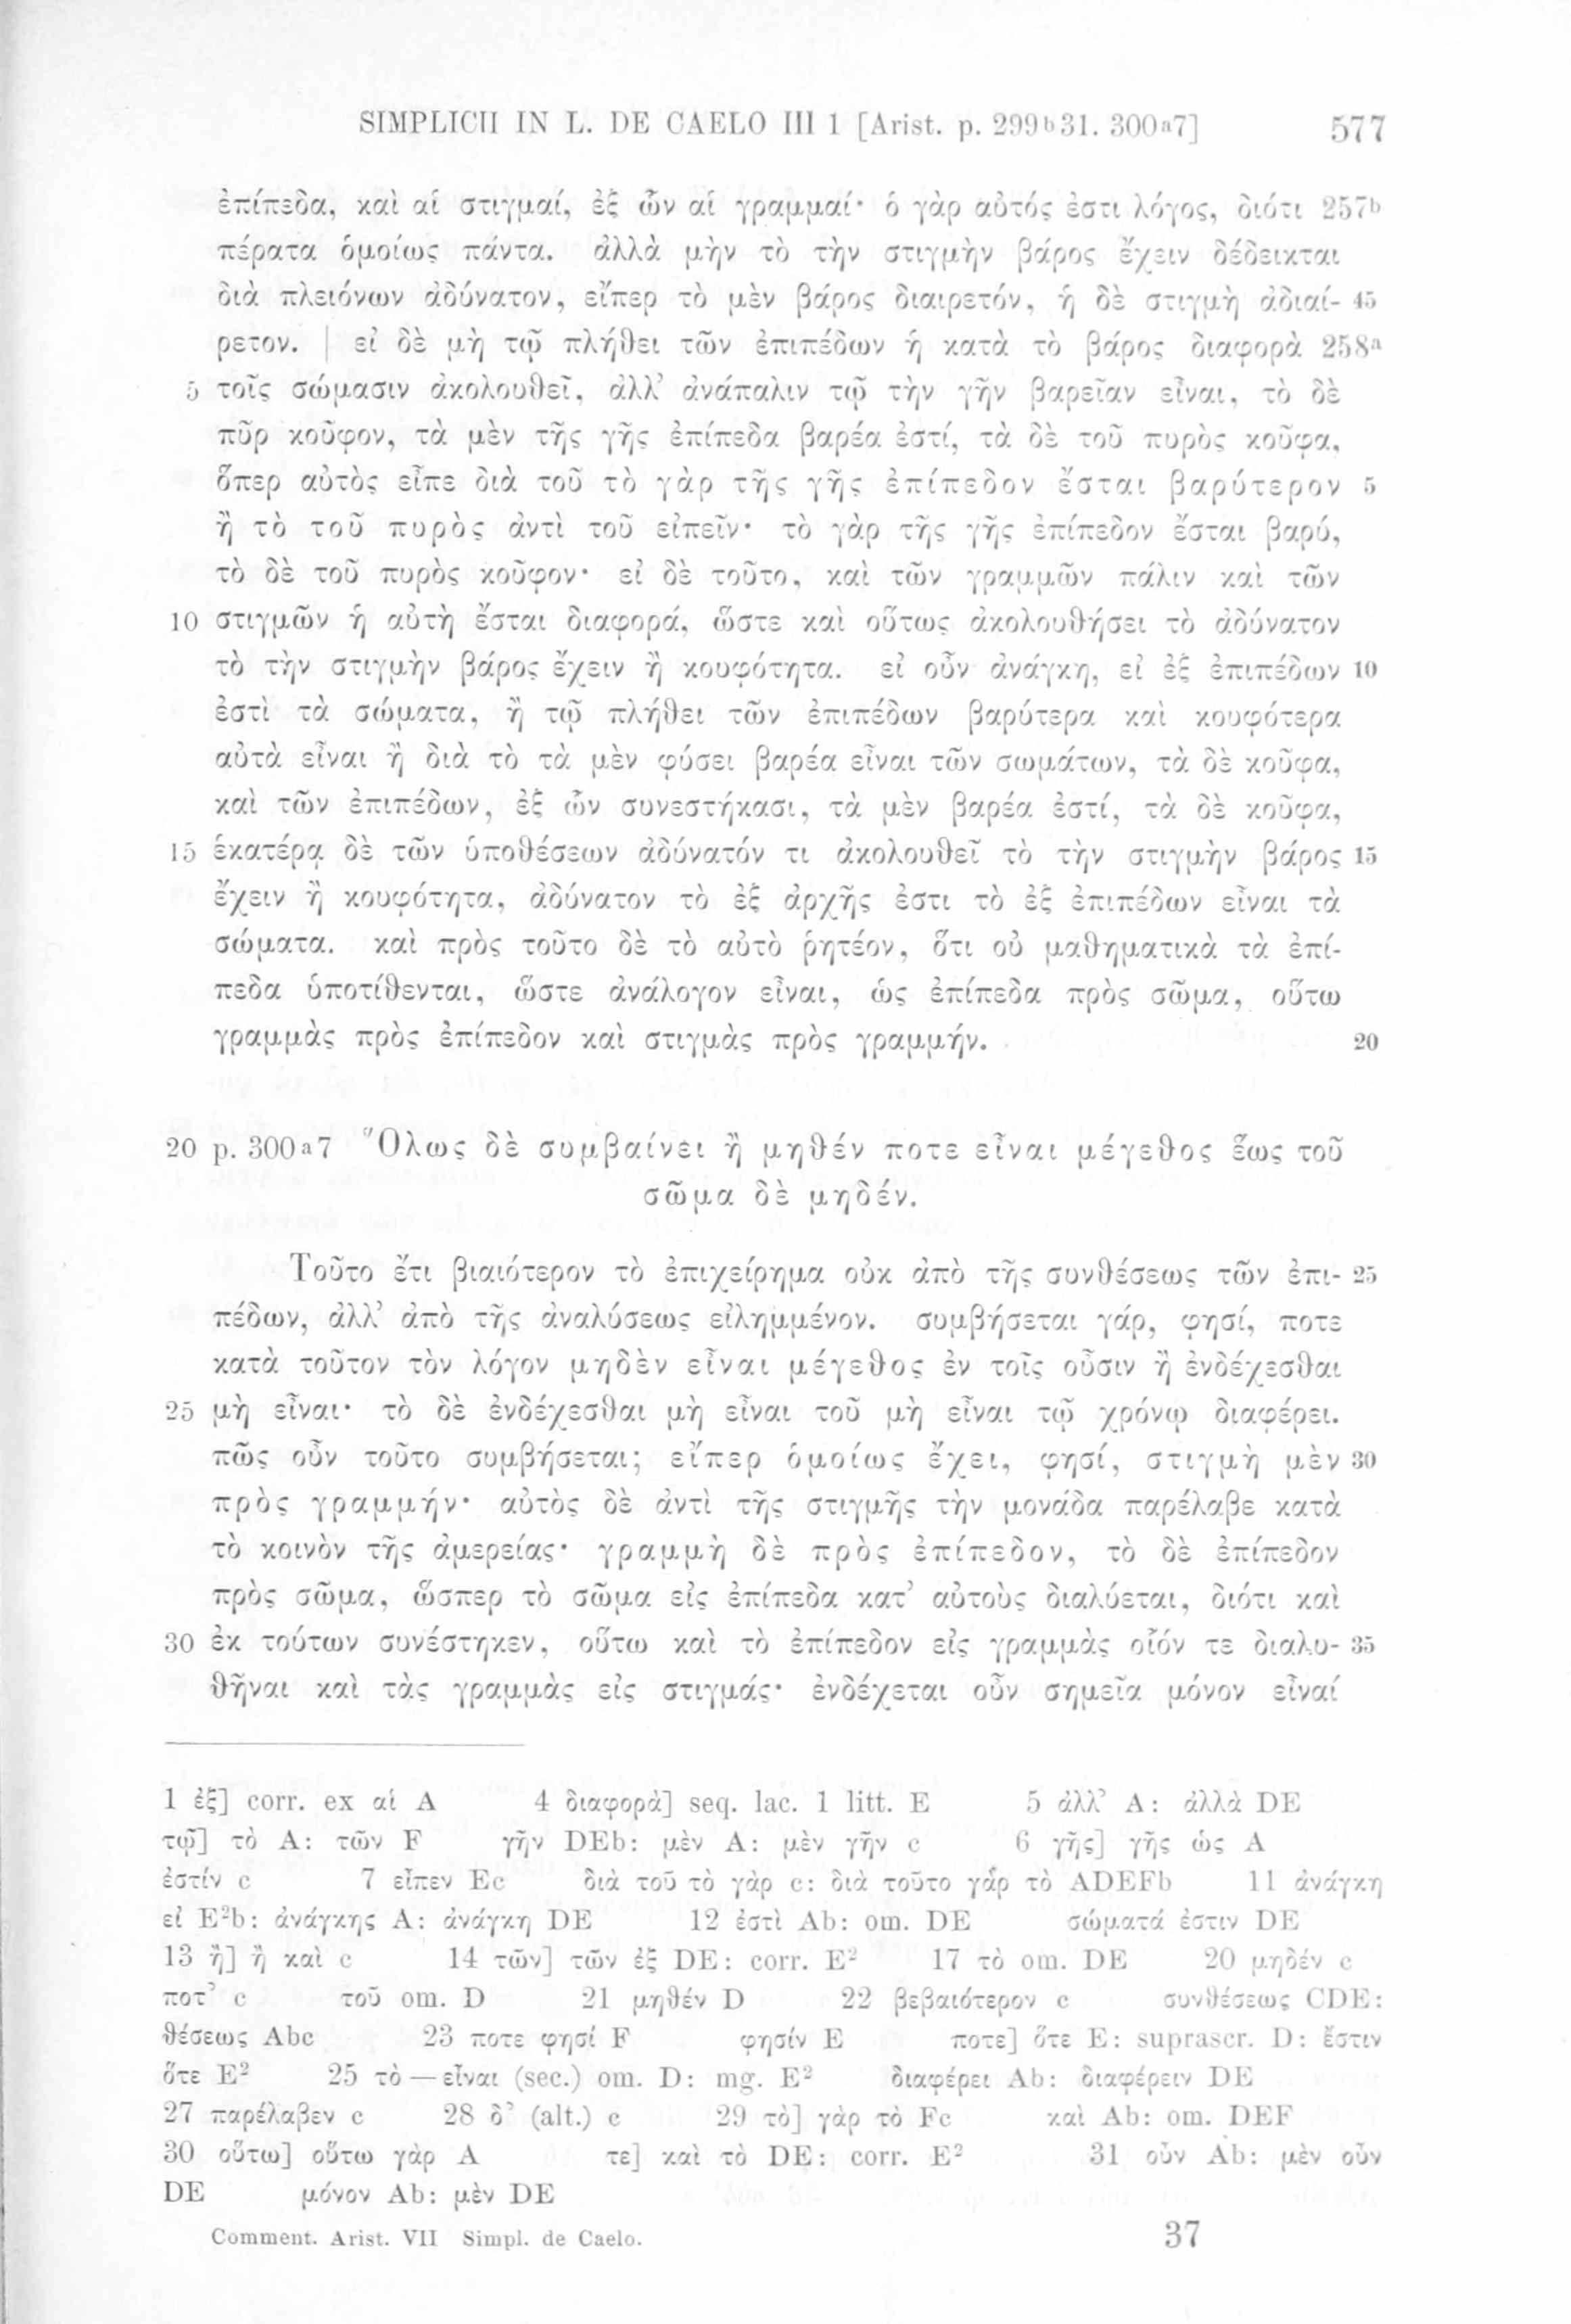 SIMPLICII IN L. DE CAELO III 1 [Arist. p. 299b31. 300a7] 577
ἐπίπεδα, καὶ αἱ στιγμαί, ἐξ ὧν αἱ γραμμαί· ὁ γὰρ αὐτός ἐστι λόγος, διότι 257b
πέρατα ὁμοίως πάντα. ἀλλὰ μὴν τὸ τὴν στιγμὴν βάρος ἔχειν δέδεικται
διὰ πλειόνων ἀδύνατον, εἴπερ τὸ μὲν βάρος διαιρετόν, ἡ δὲ στιγμὴ ἀδιαί- 45
ρετον. | εἰ δὲ μὴ τῷ πλήθει τῶν ἐπιπέδων ἡ κατὰ τὸ βάρος διαφορὰ 258a
5 τοῖς σώμασιν ἀκολουθεῖ, ἀλλ' ἀνάπαλιν τῷ τὴν γῆν βαρεῖαν εἶναι, τὸ δὲ
πῦρ κοῦφον, τὰ μὲν τῆς γῆς ἐπίπεδα βαρέα ἐστί, τὰ δὲ τοῦ πυρὸς κοῦφα,
ὅπερ αὐτὸς εἶπε διὰ τοῦ τὸ γὰρ τῆς γῆς ἐπίπεδον ἔσται βαρύτερον 5
ἢ τὸ τοῦ πυρὸς ἀντὶ τοῦ εἰπεῖν· τὸ γὰρ τῆς γῆς ἐπίπεδον ἔσται βαρύ,
τὸ δὲ τοῦ πυρὸς κοῦφον· εἰ δὲ τοῦτο, καὶ τῶν γραμμῶν πάλιν καὶ τῶν
10 στιγμῶν ἡ αὐτὴ ἔσται διαφορά, ὥστε καὶ οὕτως ἀκολουθήσει τὸ ἀδύνατον
τὸ τὴν στιγμὴν βάρος ἔχειν ἢ κουφότητα. εἰ οὖν ἀνάγκη, εἰ ἐξ ἐπιπέδων 10
ἐστὶ τὰ σώματα, ἢ τῷ πλήθει τῶν ἐπιπέδων βαρύτερα καὶ κουφότερα
αὐτὰ εἶναι ἢ διὰ τὸ τὰ μὲν φύσει βαρέα εἶναι τῶν σωμάτων, τὰ δὲ κοῦφα,
καὶ τῶν ἐπιπέδων, ἐξ ὧν συνεστήκασι, τὰ μὲν βαρέα ἐστί, τὰ δὲ κοῦφα,
15 ἑκατέρᾳ δὲ τῶν ὑποθέσεων ἀδύνατόν τι ἀκολουθεῖ τὸ τὴν στιγμὴν βάρος 15
ἔχειν ἢ κουφότητα, ἀδύνατον τὸ ἐξ ἀρχῆς ἐστι τὸ ἐξ ἐπιπέδων εἶναι τὰ
σώματα. καὶ πρὸς τοῦτο δὲ τὸ αὐτὸ ῥητέον, ὅτι οὐ μαθηματικὰ τὰ ἐπί-
πεδα ὑποτίθενται, ὥστε ἀνάλογον εἶναι, ὡς ἐπίπεδα πρὸς σῶμα, οὕτω
γραμμὰς πρὸς ἐπίπεδον καὶ στιγμὰς πρὸς γραμμήν. 20
20 p. 300a7 Ὅλως δὲ συμβαίνει ἢ μηθέν ποτε εἶναι μέγεθος ἕως τοῦ
σῶμα δὲ μηδέν.
Τοῦτο ἔτι βιαιότερον τὸ ἐπιχείρημα οὐκ ἀπὸ τῆς συνθέσεως τῶν ἐπι- 25
πέδων, ἀλλ' ἀπὸ τῆς ἀναλύσεως εἰλημμένον. συμβήσεται γάρ, φησί, ποτε
κατὰ τοῦτον τὸν λόγον μηδὲν εἶναι μέγεθος ἐν τοῖς οὖσιν ἢ ἐνδέχεσθαι
25 μὴ εἶναι· τὸ δὲ ἐνδέχεσθαι μὴ εἶναι τοῦ μὴ εἶναι τῷ χρόνῳ διαφέρει.
πῶς οὖν τοῦτο συμβήσεται; εἴπερ ὁμοίως ἔχει, φησί, στιγμὴ μὲν 30
πρὸς γραμμήν· αὐτὸς δὲ ἀντὶ τῆς στιγμῆς τὴν μονάδα παρέλαβε κατὰ
τὸ κοινὸν τῆς ἀμερείας· γραμμὴ δὲ πρὸς ἐπίπεδον, τὸ δὲ ἐπίπεδον
πρὸς σῶμα, ὥσπερ τὸ σῶμα εἰς ἐπίπεδα κατ' αὐτοὺς διαλύεται, διότι καὶ
30 ἐκ τούτων συνέστηκεν, οὕτω καὶ τὸ ἐπίπεδον εἰς γραμμὰς οἷόν τε διαλυ- 35
θῆναι καὶ τὰς γραμμὰς εἰς στιγμάς· ἐνδέχεται οὖν σημεῖα μόνον εἶναί
1 ἐξ] corr. ex αἱ A 4 διαφορὰ] seq. lac. 1 litt. E 5 ἀλλ' A: ἀλλὰ DE
τῷ] τὸ A: τῶν F γῆν DEb: μὲν A: μὲν γῆν c 6 γῆς] γῆς ὡς A
ἐστίν c 7 εἶπεν Ec διὰ τοῦ τὸ γὰρ c: διὰ τοῦτο γὰρ τὸ ADEFb 11 ἀνάγκη
εἰ E²b: ἀνάγκης A: ἀνάγκη DE 12 ἐστὶ Ab: om. DE σώματά ἐστιν DE
13 ἢ] ἢ καὶ c 14 τῶν] τῶν ἐξ DE: corr. E² 17 τὸ om. DE 20 μηδέν c
ποτ' c τοῦ om. D 21 μηθέν D 22 βεβαιότερον c συνθέσεως CDE:
θέσεως Abc 23 ποτε φησί F φησίν E ποτε] ὅτε E: suprascr. D: ἔστιν
ὅτε E² 25 τὸ — εἶναι (sec.) om. D: mg. E² διαφέρει Ab: διαφέρειν DE
27 παρέλαβεν c 28 δ' (alt.) c 29 τὸ] γὰρ τὸ Fc καὶ Ab: om. DEF
30 οὕτω] οὕτω γὰρ A τε] καὶ τὸ DE: corr. E² 31 οὖν Ab: μὲν οὖν
DE μόνον Ab: μὲν DE
Comment. Arist. VII Simpl. de Caelo. 37